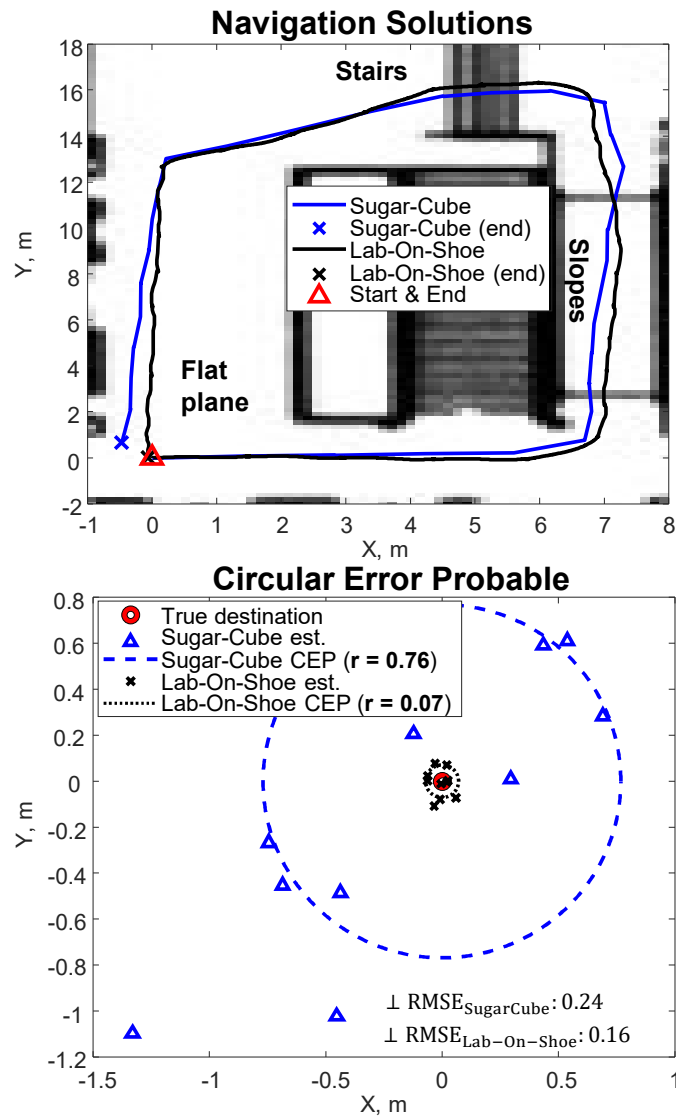 Navigation Solutions
18
16
14
12
10
8
6
4
2
0
-2
Y, m
Stairs
Sugar-Cube
Sugar-Cube (end)
Lab-On-Shoe
Lab-On-Shoe (end)
Start & End
Slopes
Flat
plane
-1 0 1 2 3 4 5 6 7 8
X, m
Circular Error Probable
0.8
0.6
0.4
0.2
0
-0.2
-0.4
-0.6
-0.8
-1
-1.2
Y, m
True destination
Sugar-Cube est.
Sugar-Cube CEP (r = 0.76)
Lab-On-Shoe est.
Lab-On-Shoe CEP (r = 0.07)
⊥ RMSE_SugarCube: 0.24
⊥ RMSE_Lab−On−Shoe: 0.16
-1.5 -1 -0.5 0 0.5 1
X, m